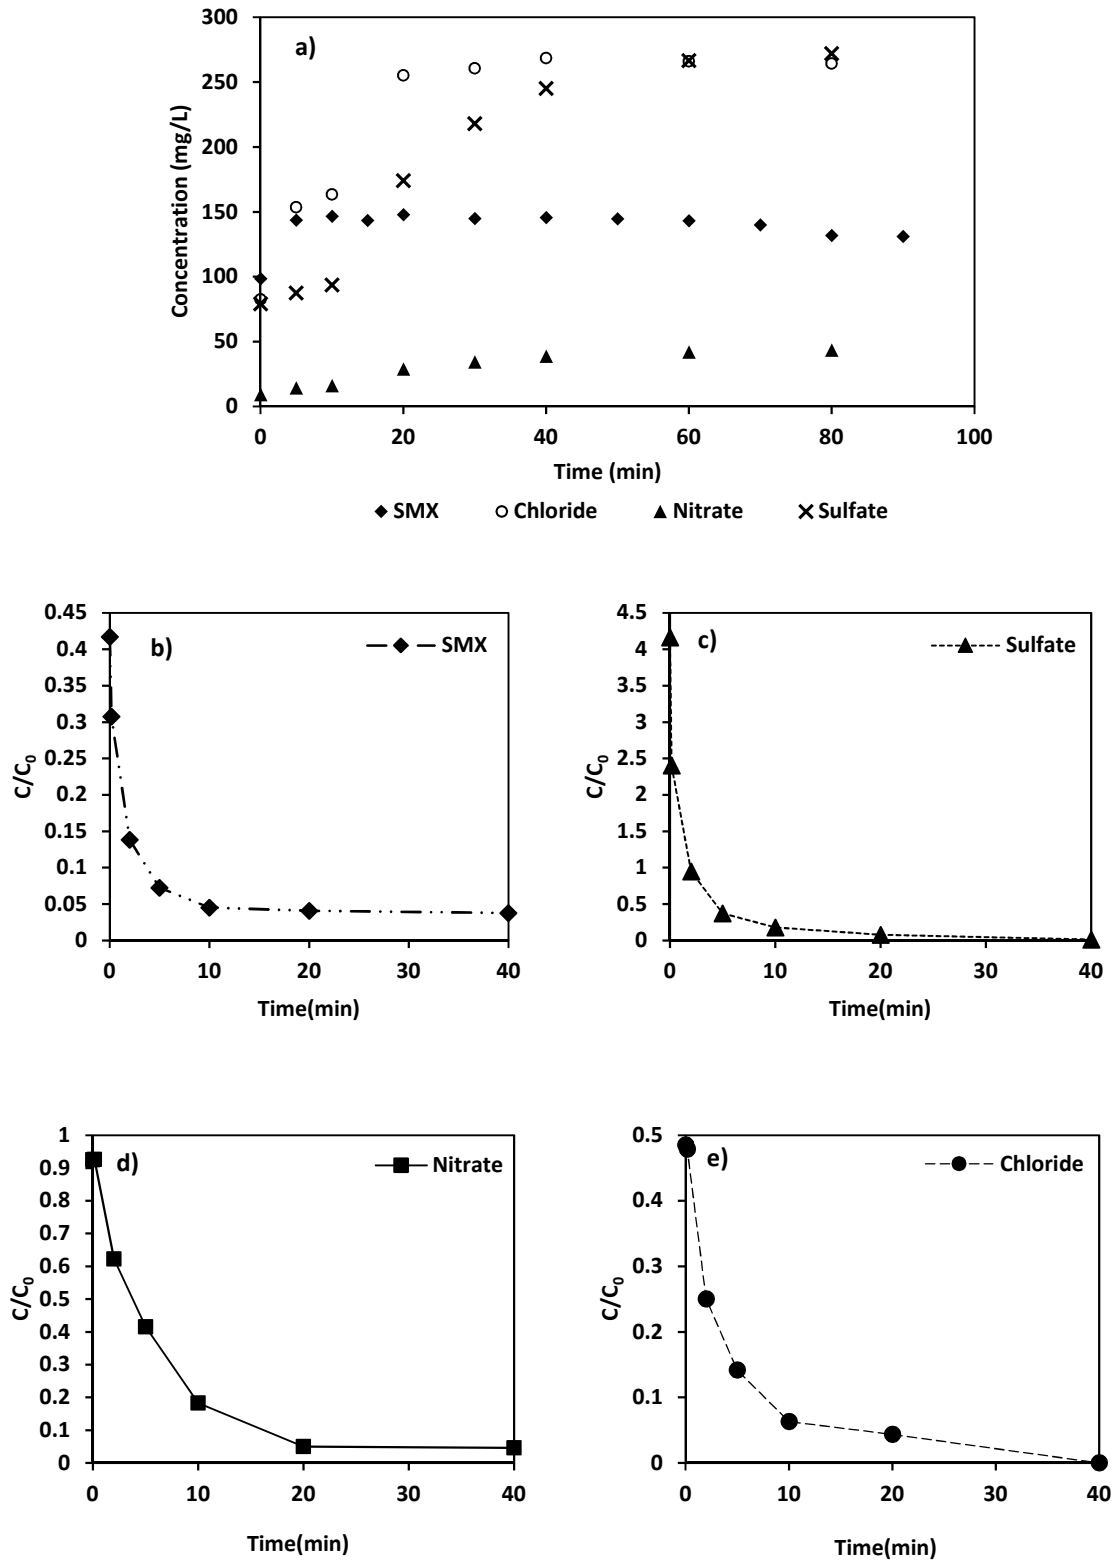 a)
Concentration (mg/L)
300
250
200
150
100
50
0
0 20 40 60 80 100
Time (min)
SMX Chloride Nitrate Sulfate
b)
SMX
C/C0
0.45
0.4
0.35
0.3
0.25
0.2
0.15
0.1
0.05
0
0 10 20 30 40
Time(min)
c)
Sulfate
C/C0
4.5
4
3.5
3
2.5
2
1.5
1
0.5
0
0 10 20 30 40
Time(min)
d)
Nitrate
C/C0
1
0.9
0.8
0.7
0.6
0.5
0.4
0.3
0.2
0.1
0
0 10 20 30 40
Time(min)
e)
Chloride
C/C0
0.5
0.4
0.3
0.2
0.1
0
0 10 20 30 40
Time(min)